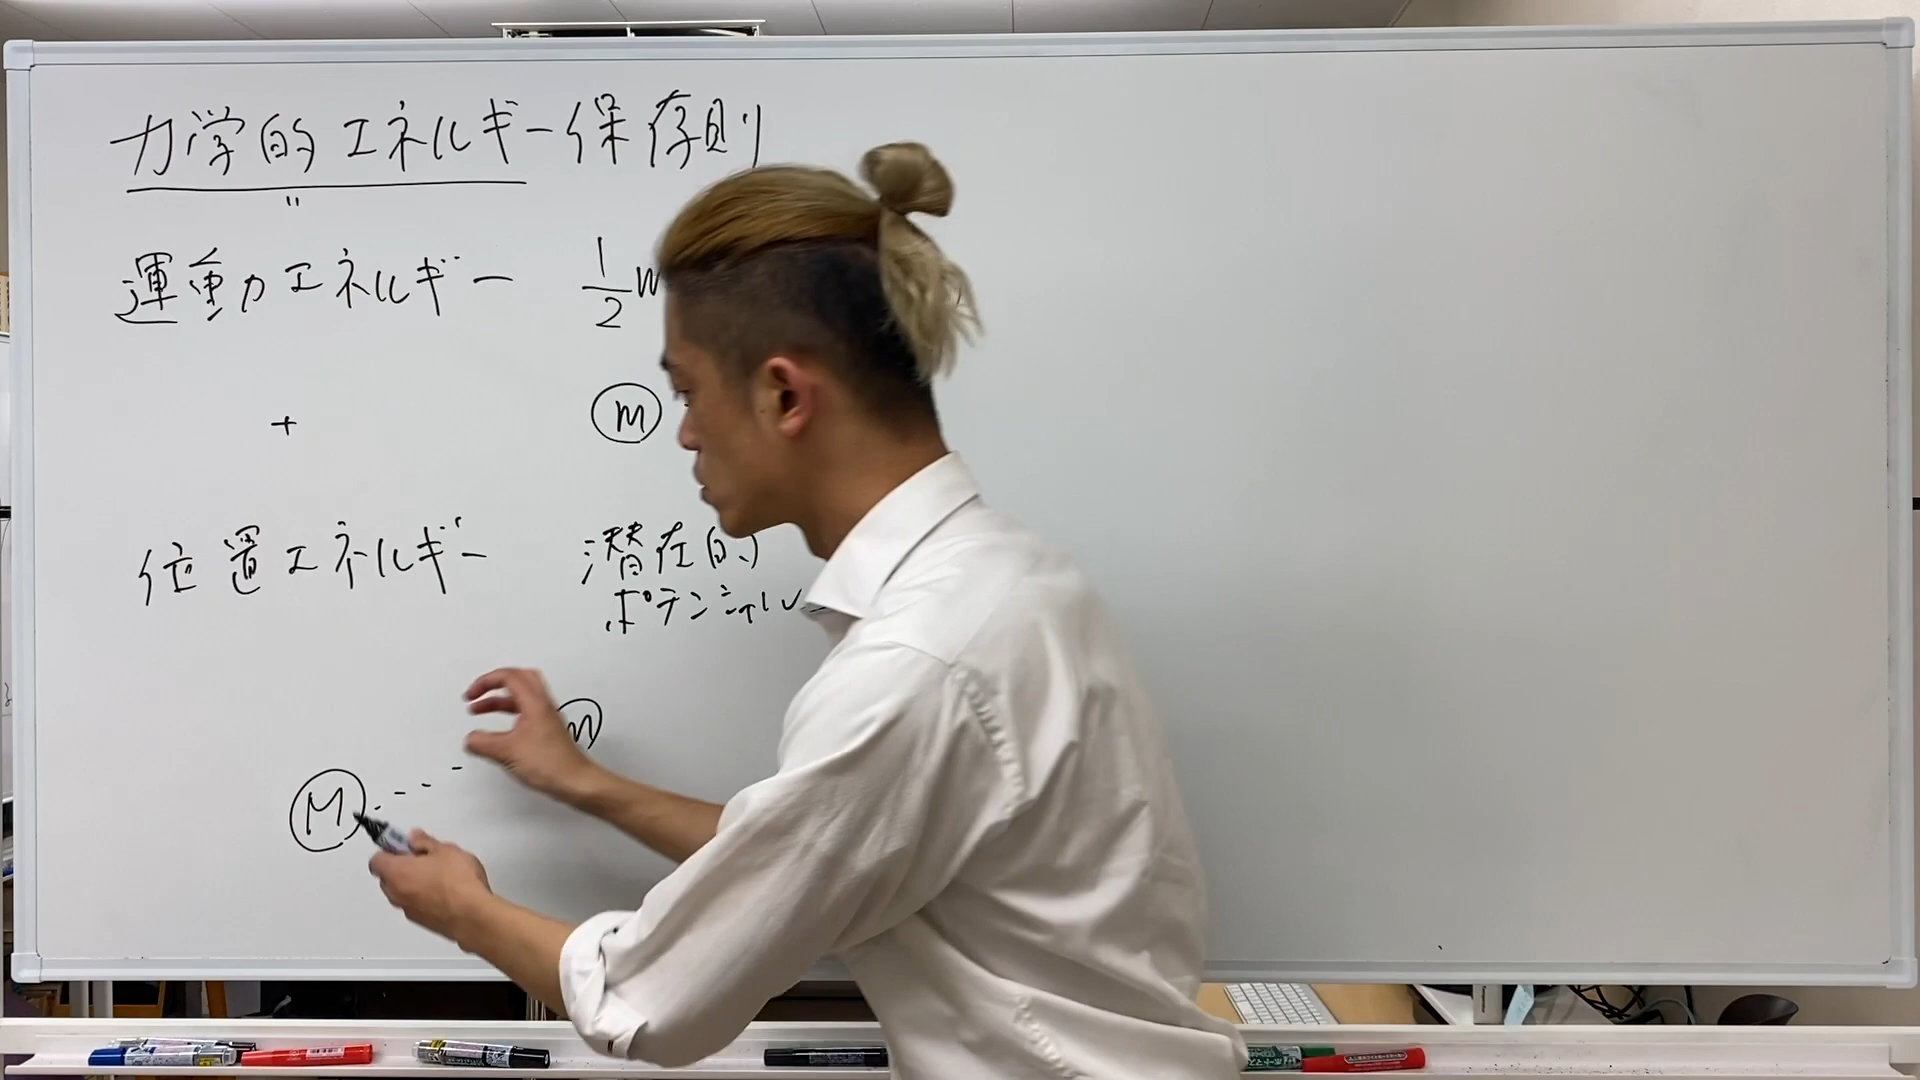 力学的エネルギー保存則
"
運動エネルギー 1/2 m
+ m
位置エネルギー 潜在的
ポテンシャル
m
M